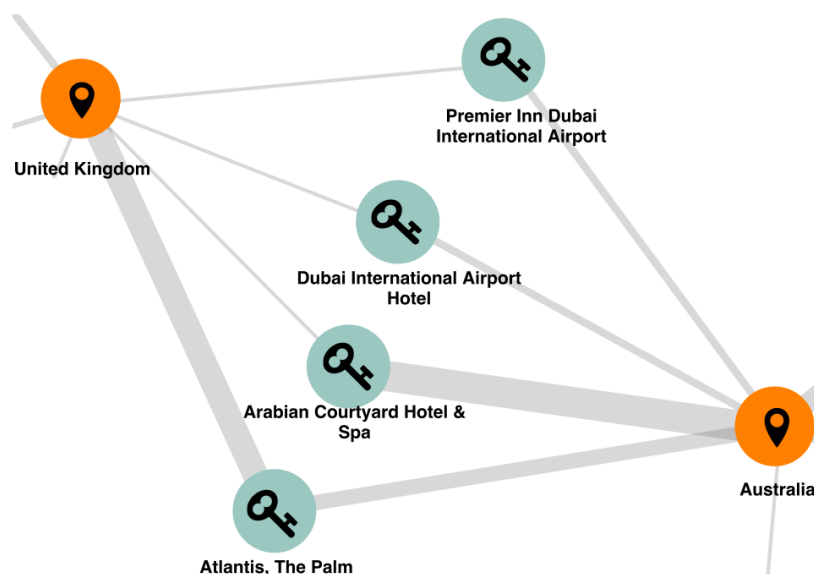 Premier Inn Dubai
International Airport
United Kingdom
Dubai International Airport
Hotel
Arabian Courtyard Hotel &
Spa
Australia
Atlantis, The Palm